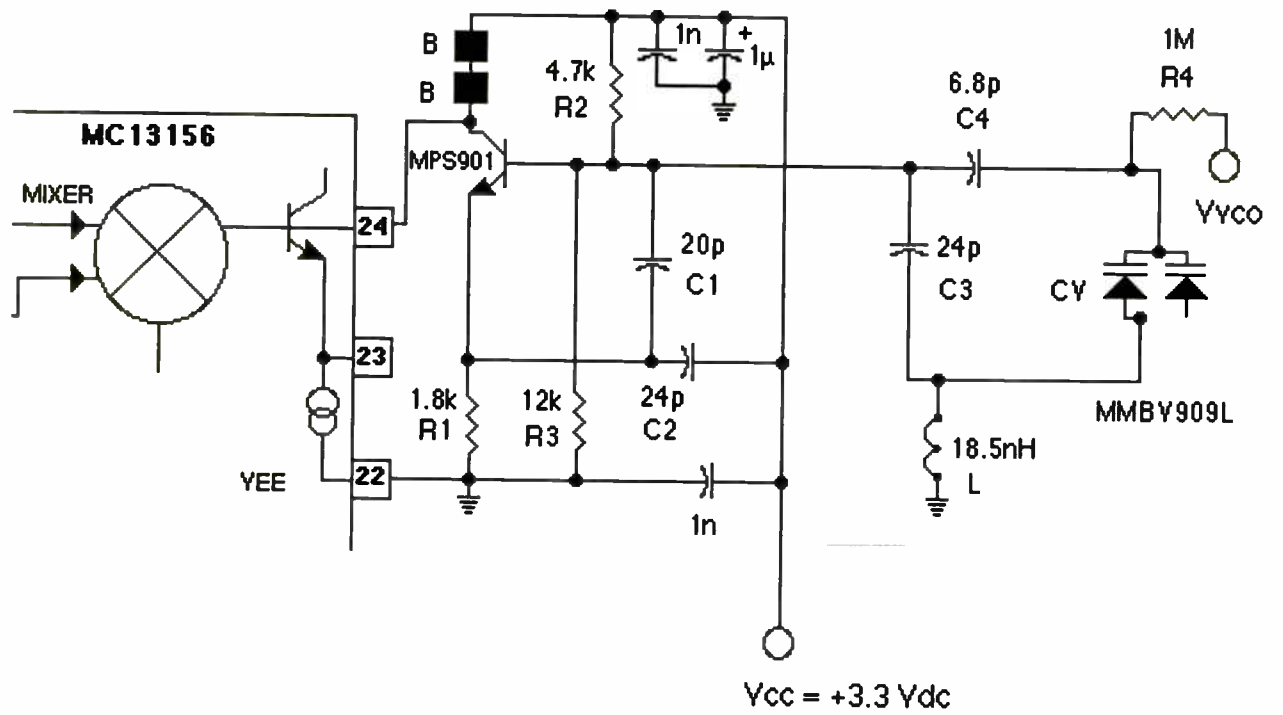 B
B
1n
+
1µ
4.7k
R2
1M
R4
6.8p
C4
MC13156
MPS901
MIXER
24
VVCO
20p
C1
24p
C3
CV
23
1.8k
R1
12k
R3
24p
C2
MMBV909L
18.5nH
L
VEE
22
1n
Vcc = +3.3 Vdc